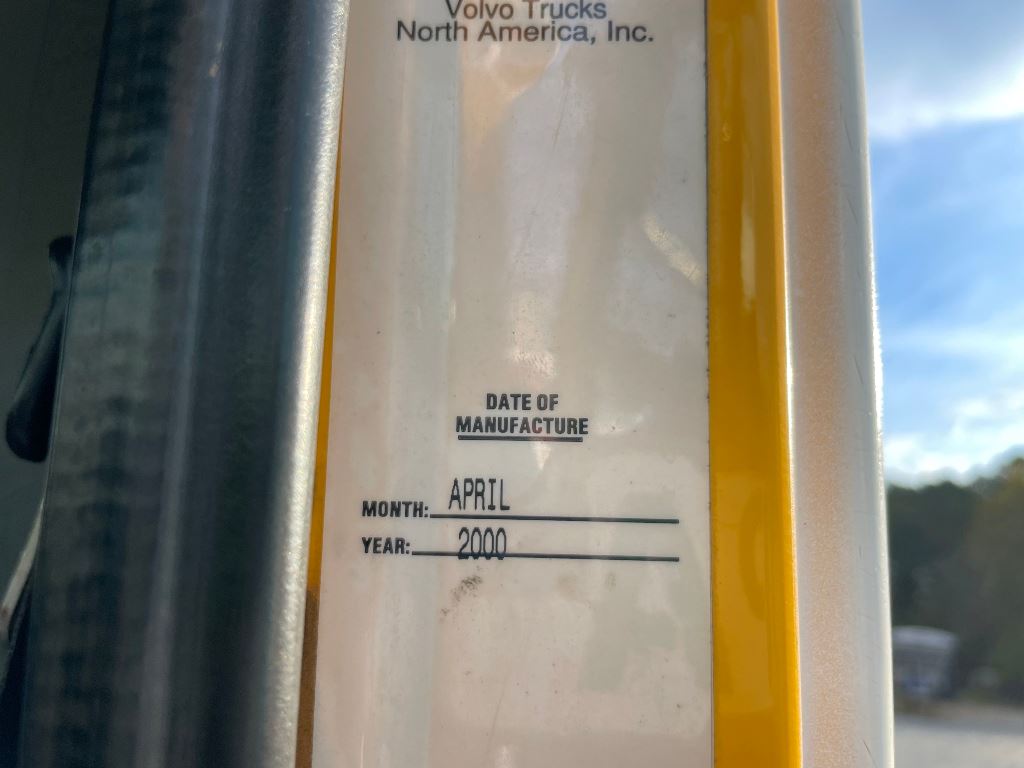 Volvo Trucks
North America, Inc.
DATE OF
MANUFACTURE
MONTH: APRIL
YEAR: 2000